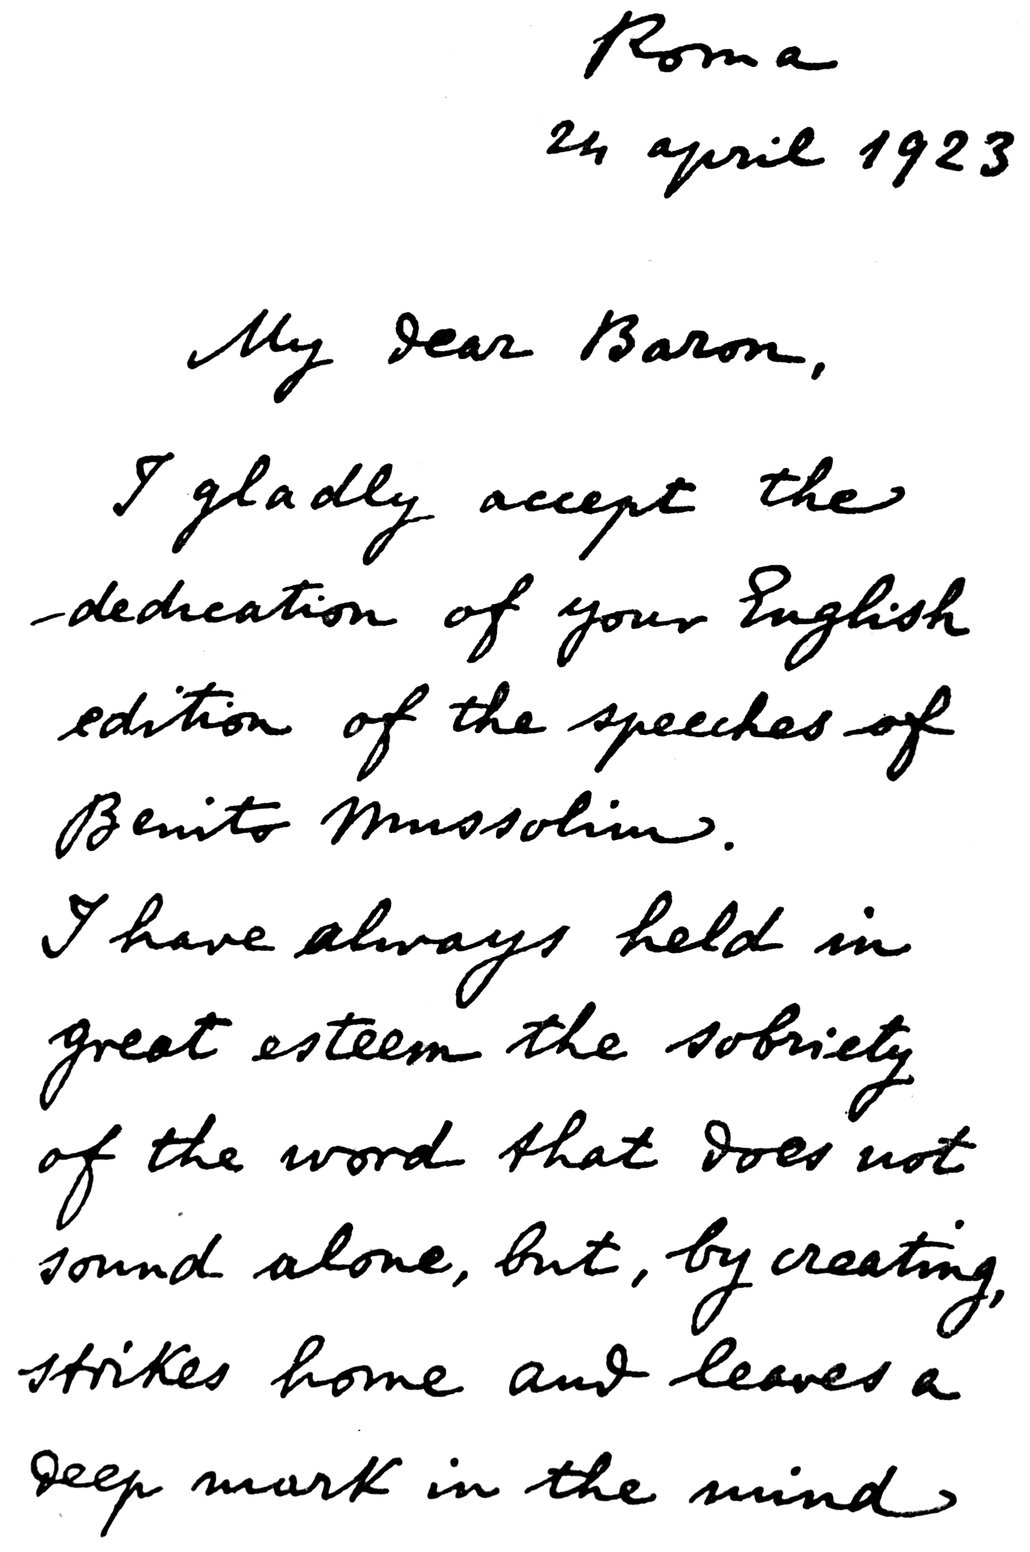 Roma
24 april 1923
My dear Baron,
I gladly accept the
dedication of your English
edition of the speeches of
Benito Mussolini.
I have always held in
great esteem the sobriety
of the word that does not
sound alone, but, by creating,
strikes home and leaves a
deep mark in the mind